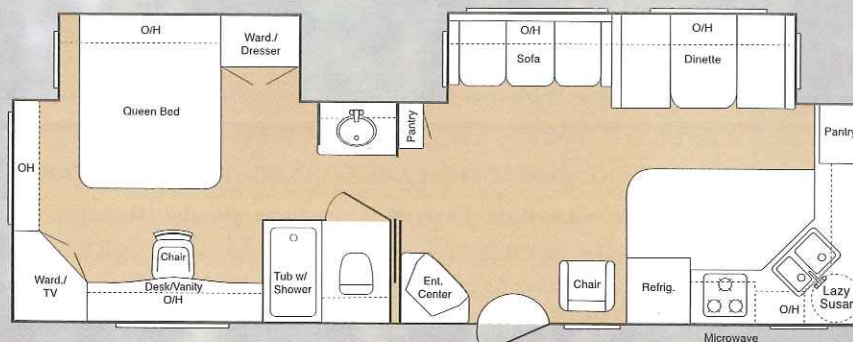 O/H
Ward./
Dresser
O/H
Sofa
O/H
Dinette
Queen Bed
Pantry
Pantry
OH
Chair
Ward./
TV
Desk/Vanity
O/H
Tub w/
Shower
Ent.
Center
Chair
Refrig.
O/H
Lazy
Susan
Microwave